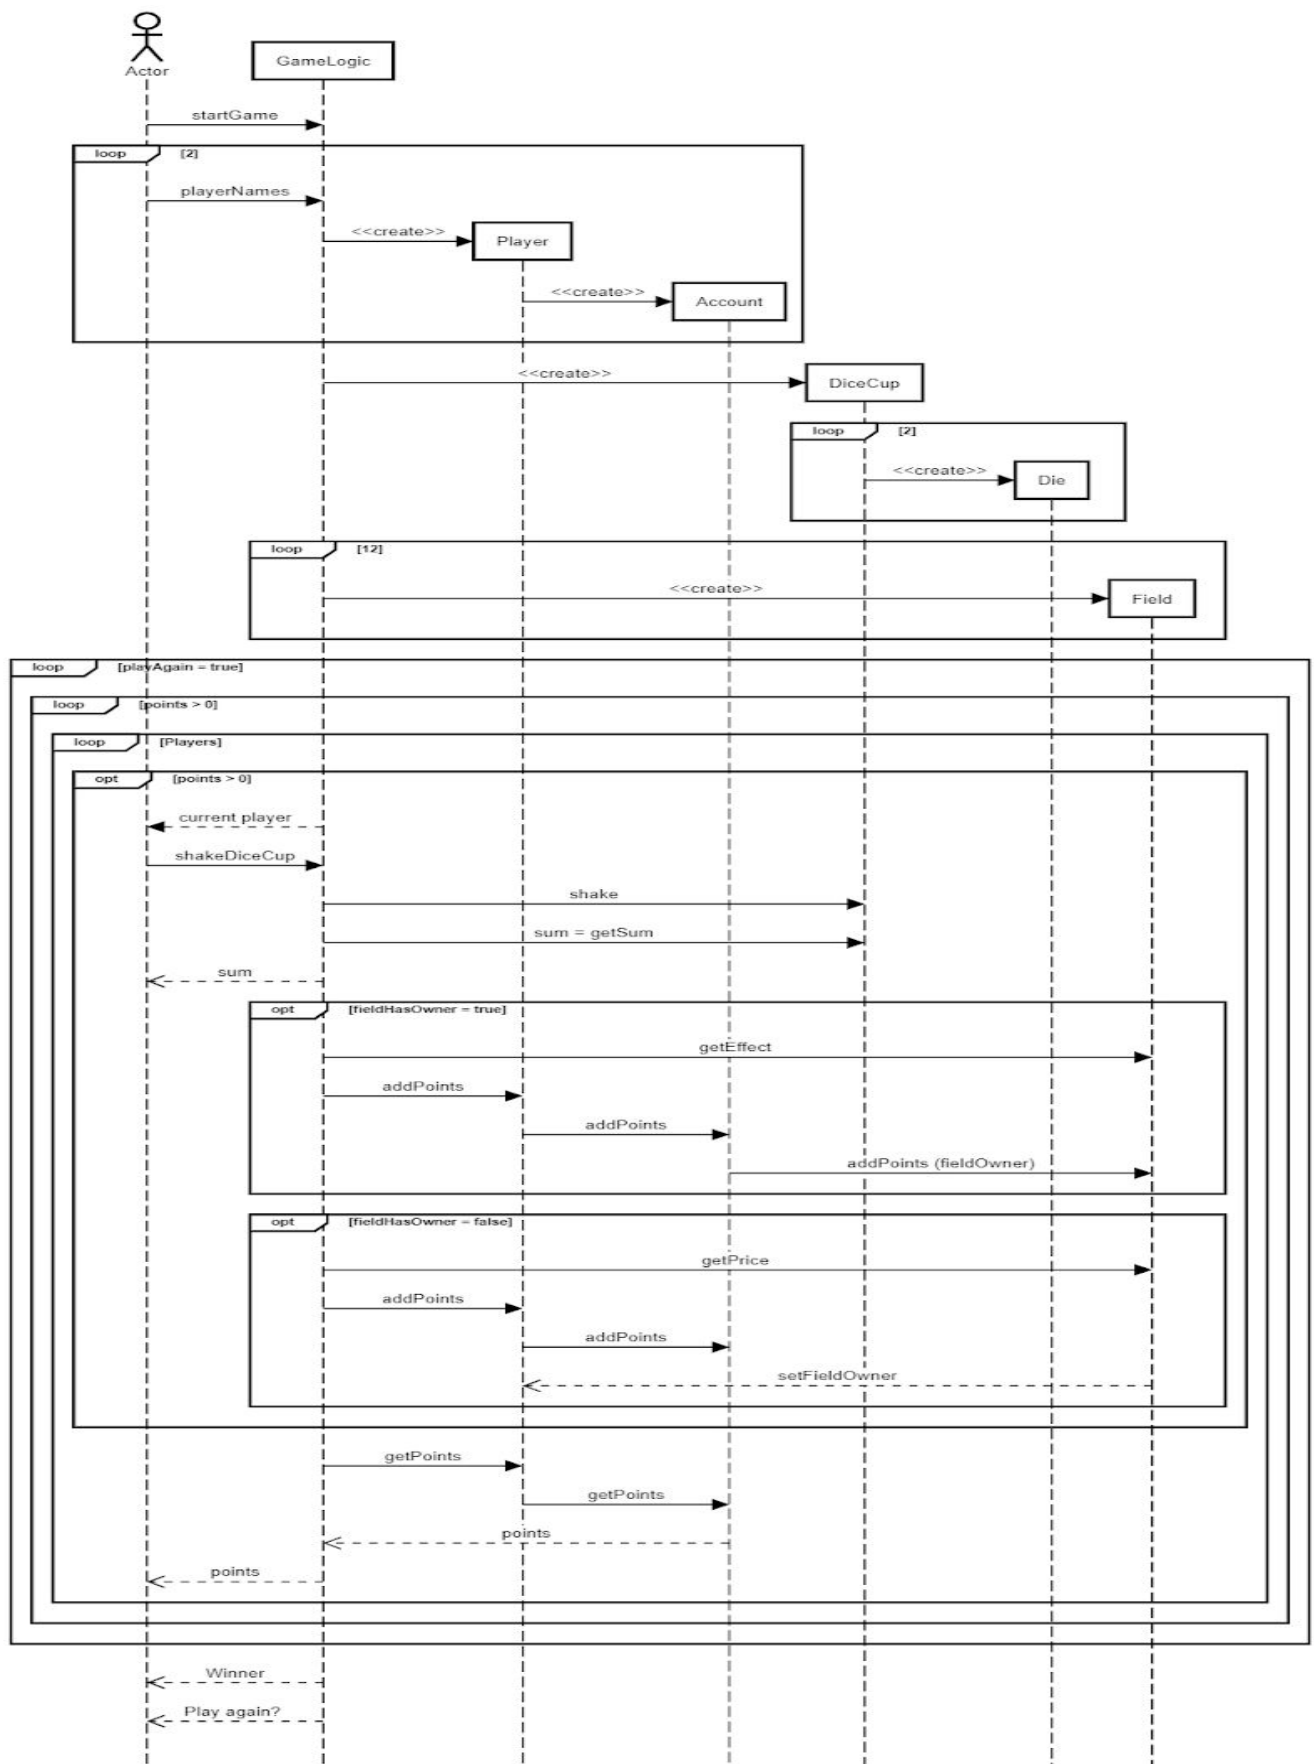 Actor
GameLogic
startGame
loop [2]
playerNames
<<create>>
Player
<<create>>
Account
<<create>>
DiceCup
loop [2]
<<create>>
Die
loop [12]
<<create>>
Field
loop [playAgain = true]
loop [points > 0]
loop [Players]
opt [points > 0]
current player
shakeDiceCup
shake
sum = getSum
sum
opt [fieldHasOwner = true]
getEffect
addPoints
addPoints
addPoints (fieldOwner)
opt [fieldHasOwner = false]
getPrice
addPoints
addPoints
setFieldOwner
getPoints
getPoints
points
points
Winner
Play again?